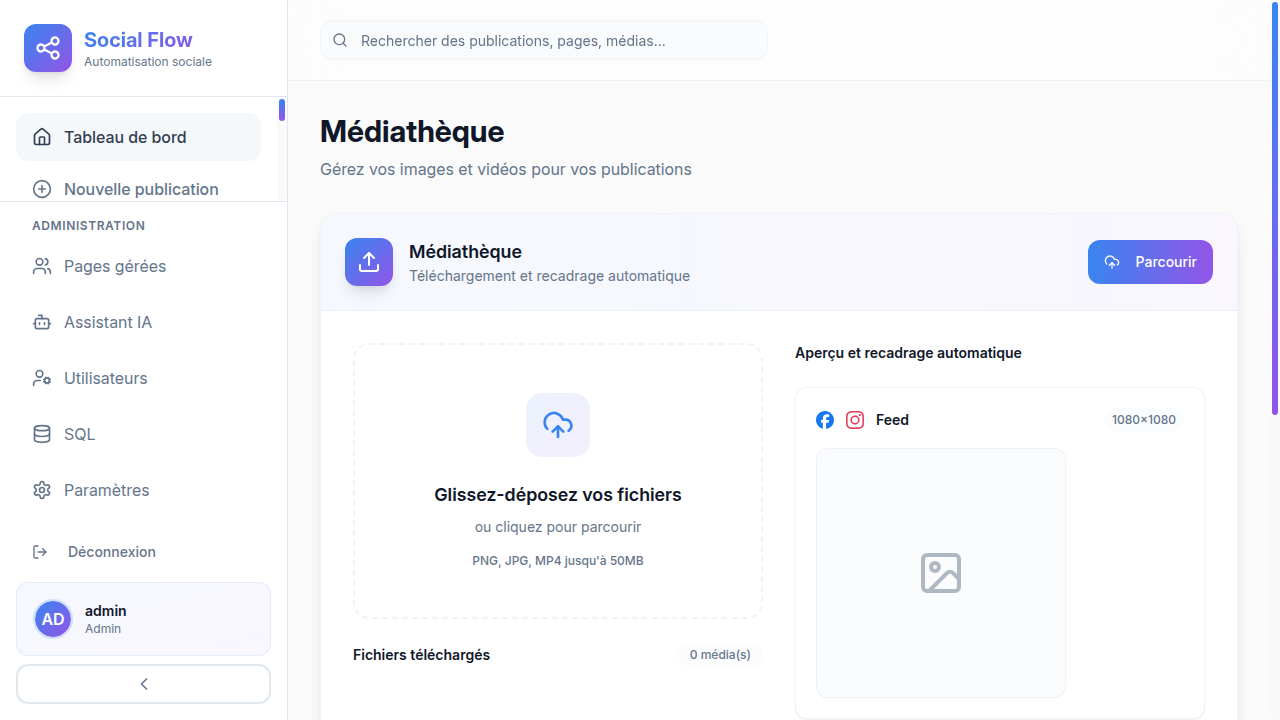 Social Flow
Automatisation sociale
Tableau de bord
Nouvelle publication
ADMINISTRATION
Pages gérées
Assistant IA
Utilisateurs
SQL
Paramètres
Déconnexion
AD
admin
Admin
Rechercher des publications, pages, médias...
Médiathèque
Gérez vos images et vidéos pour vos publications
Médiathèque
Téléchargement et recadrage automatique
Parcourir
Glissez-déposez vos fichiers
ou cliquez pour parcourir
PNG, JPG, MP4 jusqu'à 50MB
Fichiers téléchargés
0 média(s)
Aperçu et recadrage automatique
Feed
1080×1080